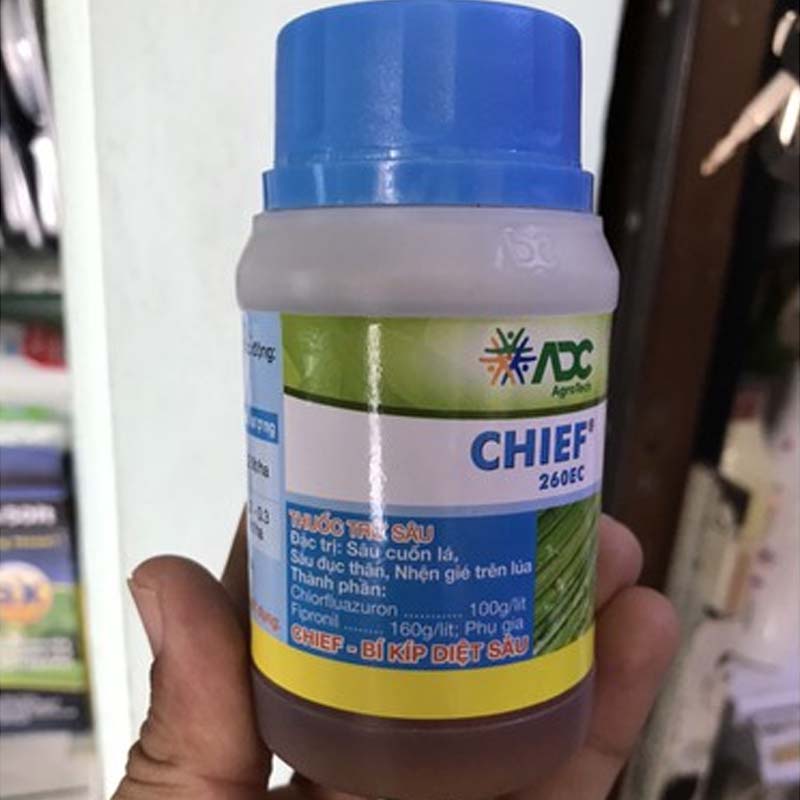 ADC
ADC
AgroTech
CHIEF®
260EC
THUỐC TRỪ SÂU
Đặc trị: Sâu cuốn lá,
Sâu đục thân, Nhện gié trên lúa
Thành phần:
Chlorfluazuron ............ 100g/lít
Fipronil ......... 160g/lít; Phụ gia
CHIEF - BÍ KÍP DIỆT SÂU